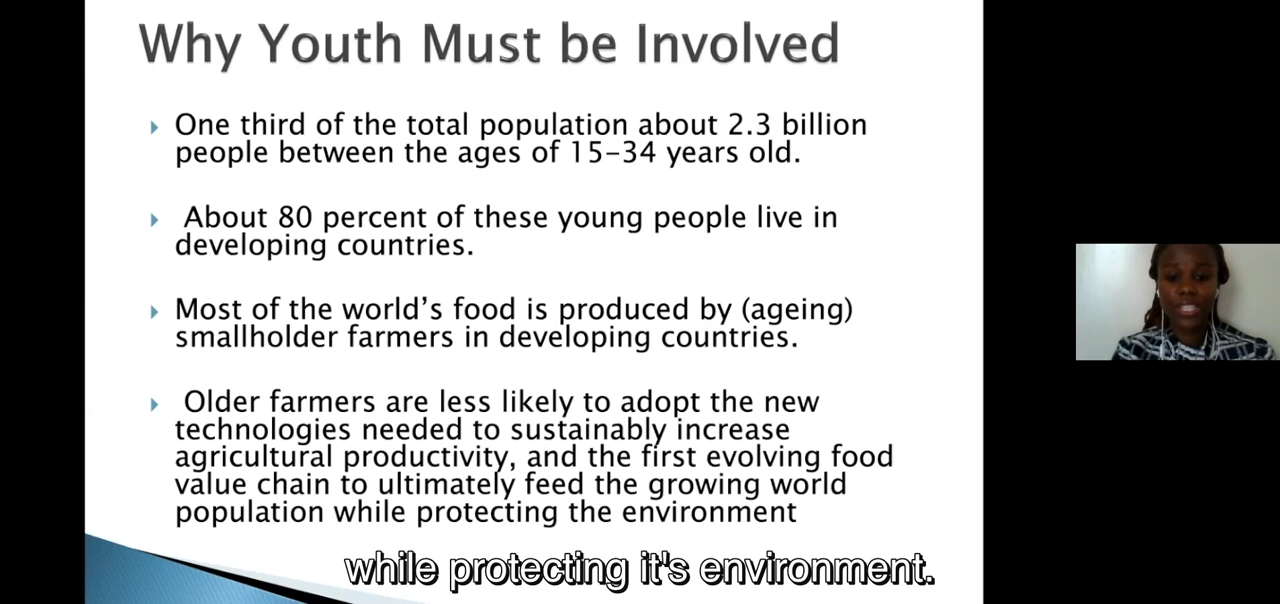 Why Youth Must be Involved
One third of the total population about 2.3 billion
people between the ages of 15-34 years old.
About 80 percent of these young people live in
developing countries.
Most of the world's food is produced by (ageing)
smallholder farmers in developing countries.
Older farmers are less likely to adopt the new
technologies needed to sustainably increase
agricultural productivity, and the first evolving food
value chain to ultimately feed the growing world
population while protecting the environment
while protecting it's environment.